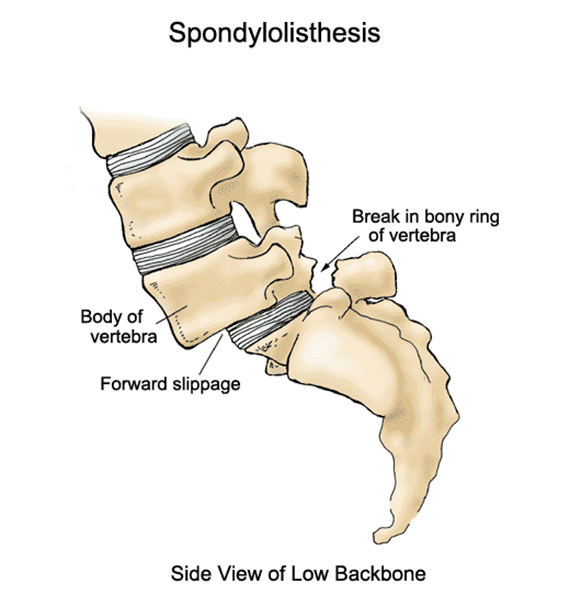 Spondylolisthesis
Break in bony ring
of vertebra
Body of
vertebra
Forward slippage
Side View of Low Backbone